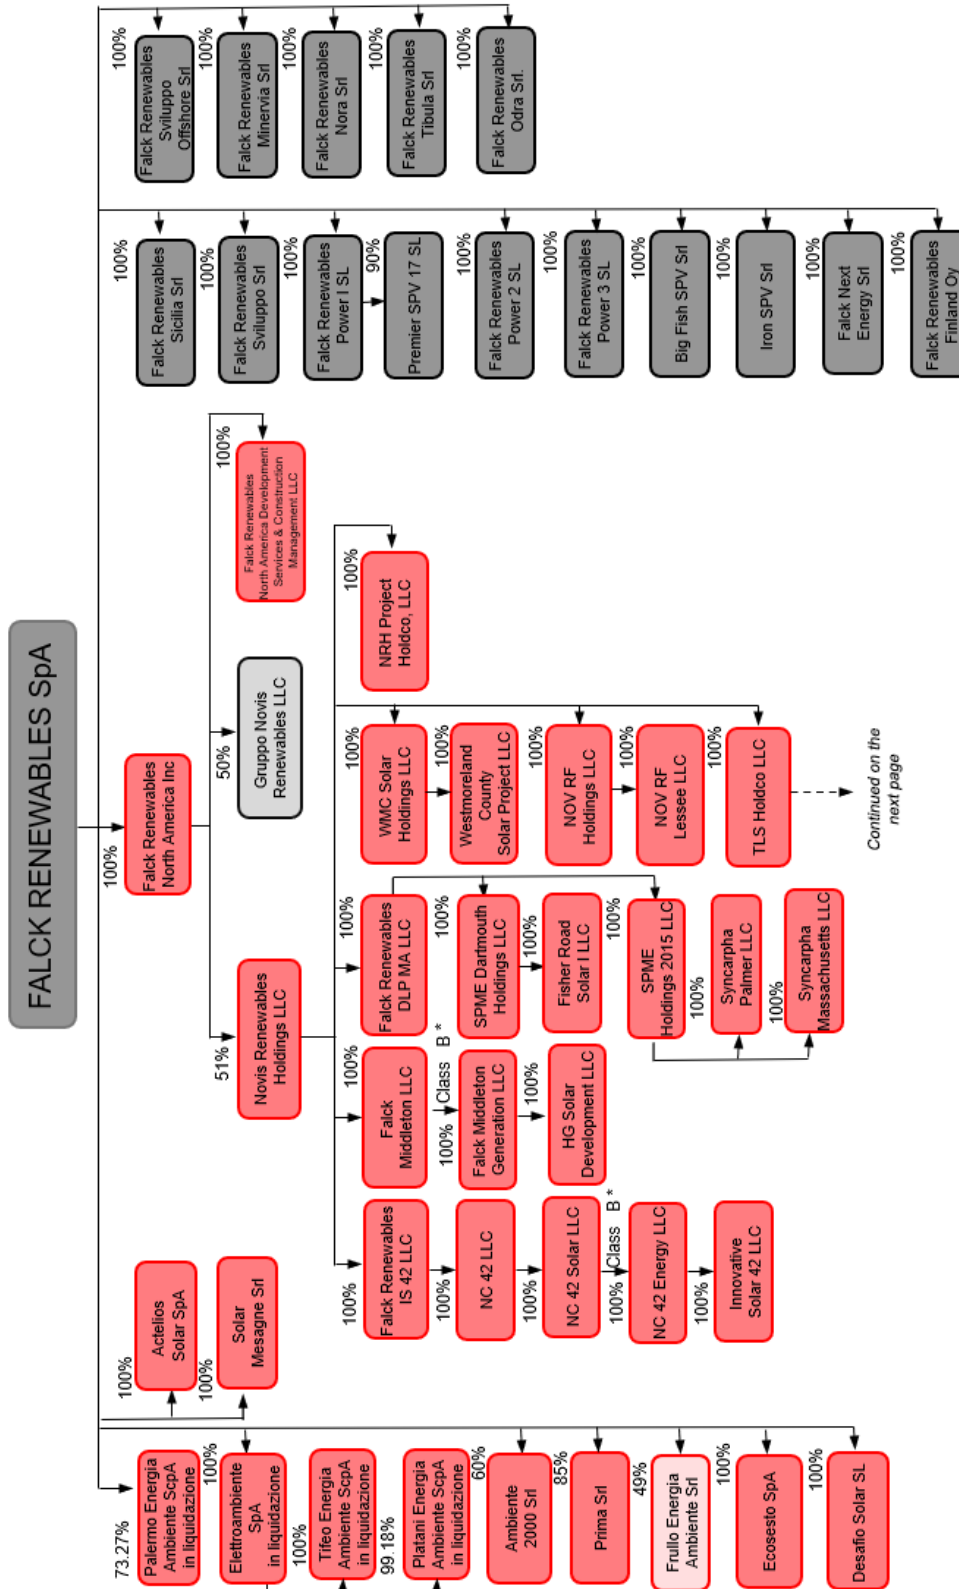 FALCK RENEWABLES SpA
73.27%
Palermo Energia
Ambiente ScpA
in liquidazione
100%
Elettroambiente
SpA
in liquidazione
100%
Tifeo Energia
Ambiente ScpA
in liquidazione
99.18%
Platani Energia
Ambiente ScpA
in liquidazione
60%
Ambiente
2000 Srl
85%
Prima Srl
49%
Frullo Energia
Ambiente Srl
100%
Ecosesto SpA
100%
Desafio Solar SL
100%
Actelios
Solar SpA
100%
Solar
Mesagne Srl
100%
Falck Renewables
North America Inc
51%
Novis Renewables
Holdings LLC
50%
Gruppo Novis
Renewables LLC
100%
Falck Renewables
North America Development
Services & Construction
Management LLC
100%
Falck Renewables
IS 42 LLC
100%
NC 42 LLC
100%
NC 42 Solar LLC
100%
Class B *
NC 42 Energy LLC
100%
Innovative
Solar 42 LLC
100%
Falck
Middleton LLC
100%
Class B *
Falck Middleton
Generation LLC
100%
HG Solar
Development LLC
100%
Falck Renewables
DLP MA LLC
100%
SPME Dartmouth
Holdings LLC
100%
Fisher Road
Solar I LLC
100%
SPME
Holdings 2015 LLC
100%
Syncarpha
Palmer LLC
100%
Syncarpha
Massachusetts LLC
100%
WMC Solar
Holdings LLC
100%
Westmoreland
County
Solar Project LLC
100%
NOV RF
Holdings LLC
100%
NOV RF
Lessee LLC
100%
TLS Holdco LLC
Continued on the
next page
100%
NRH Project
Holdco, LLC
100%
Falck Renewables
Sicilia Srl
100%
Falck Renewables
Sviluppo Srl
100%
Falck Renewables
Power I SL
90%
Premier SPV 17 SL
100%
Falck Renewables
Power 2 SL
100%
Falck Renewables
Power 3 SL
100%
Big Fish SPV Srl
100%
Iron SPV Srl
100%
Falck Next
Energy Srl
100%
Falck Renewables
Finland Oy
100%
Falck Renewables
Sviluppo
Offshore Srl
100%
Falck Renewables
Minervia Srl
100%
Falck Renewables
Nora Srl
100%
Falck Renewables
Tibula Srl
100%
Falck Renewables
Odra Srl.